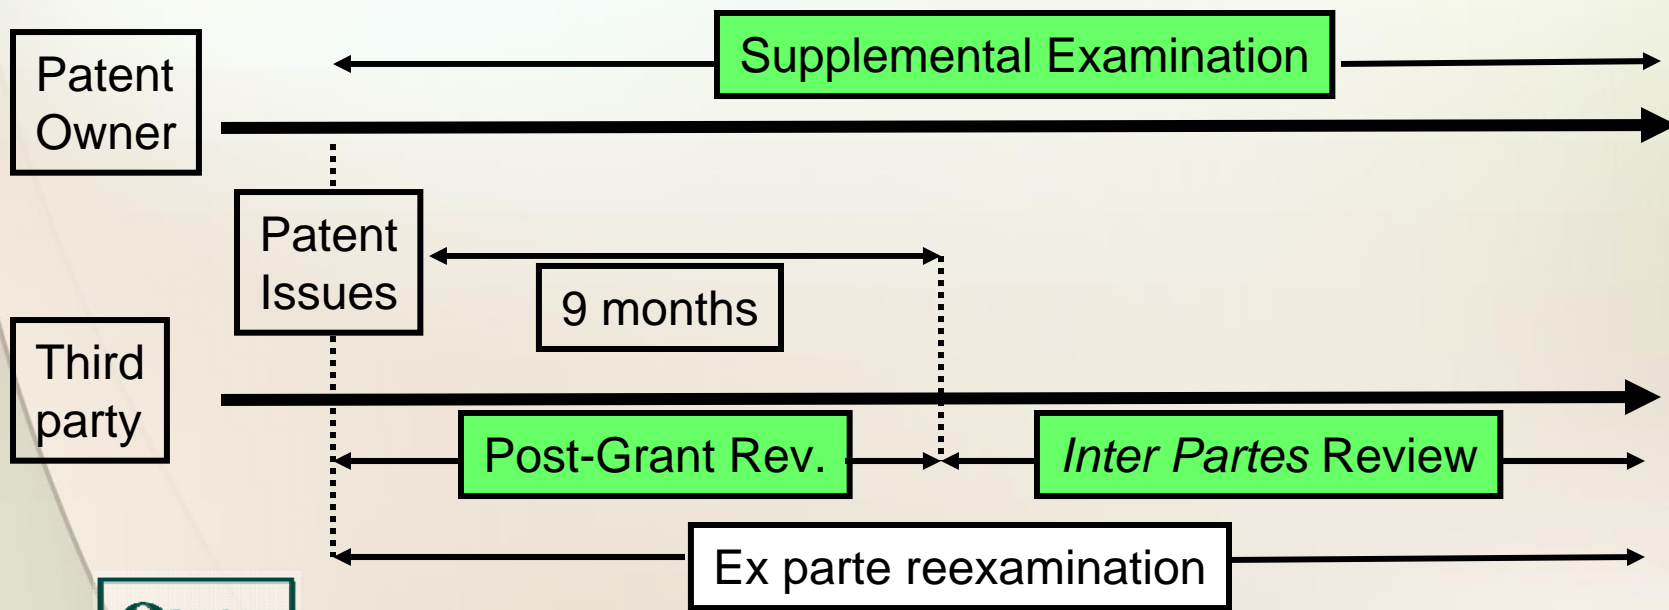 Supplemental Examination
Patent
Owner
Patent
Issues
9 months
Third
party
Post-Grant Rev.
Inter Partes Review
Ex parte reexamination